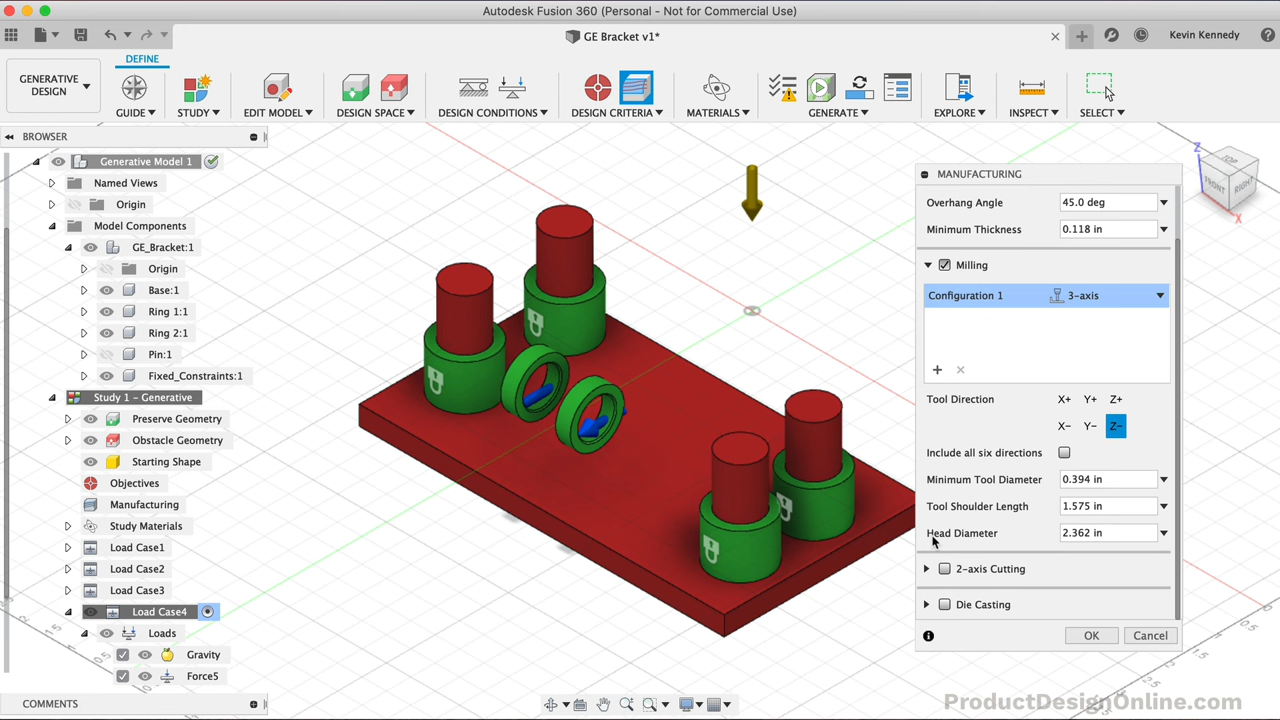 Autodesk Fusion 360 (Personal - Not for Commercial Use)
GE Bracket v1*
Kevin Kennedy
DEFINE
GENERATIVE
DESIGN
GUIDE
STUDY
EDIT MODEL
DESIGN SPACE
DESIGN CONDITIONS
DESIGN CRITERIA
MATERIALS
GENERATE
EXPLORE
INSPECT
SELECT
BROWSER
Generative Model 1
Named Views
Origin
Model Components
GE_Bracket:1
Origin
Base:1
Ring 1:1
Ring 2:1
Pin:1
Fixed_Constraints:1
Study 1 - Generative
Preserve Geometry
Obstacle Geometry
Starting Shape
Objectives
Manufacturing
Study Materials
Load Case1
Load Case2
Load Case3
Load Case4
Loads
Gravity
Force5
COMMENTS
Z
TOP
FRONT
RIGHT
X
MANUFACTURING
Overhang Angle 45.0 deg
Minimum Thickness 0.118 in
Milling
Configuration 1 3-axis
Tool Direction X+ Y+ Z+
X- Y- Z-
Include all six directions
Minimum Tool Diameter 0.394 in
Tool Shoulder Length 1.575 in
Head Diameter 2.362 in
2-axis Cutting
Die Casting
OK Cancel
ProductDesignOnline.com